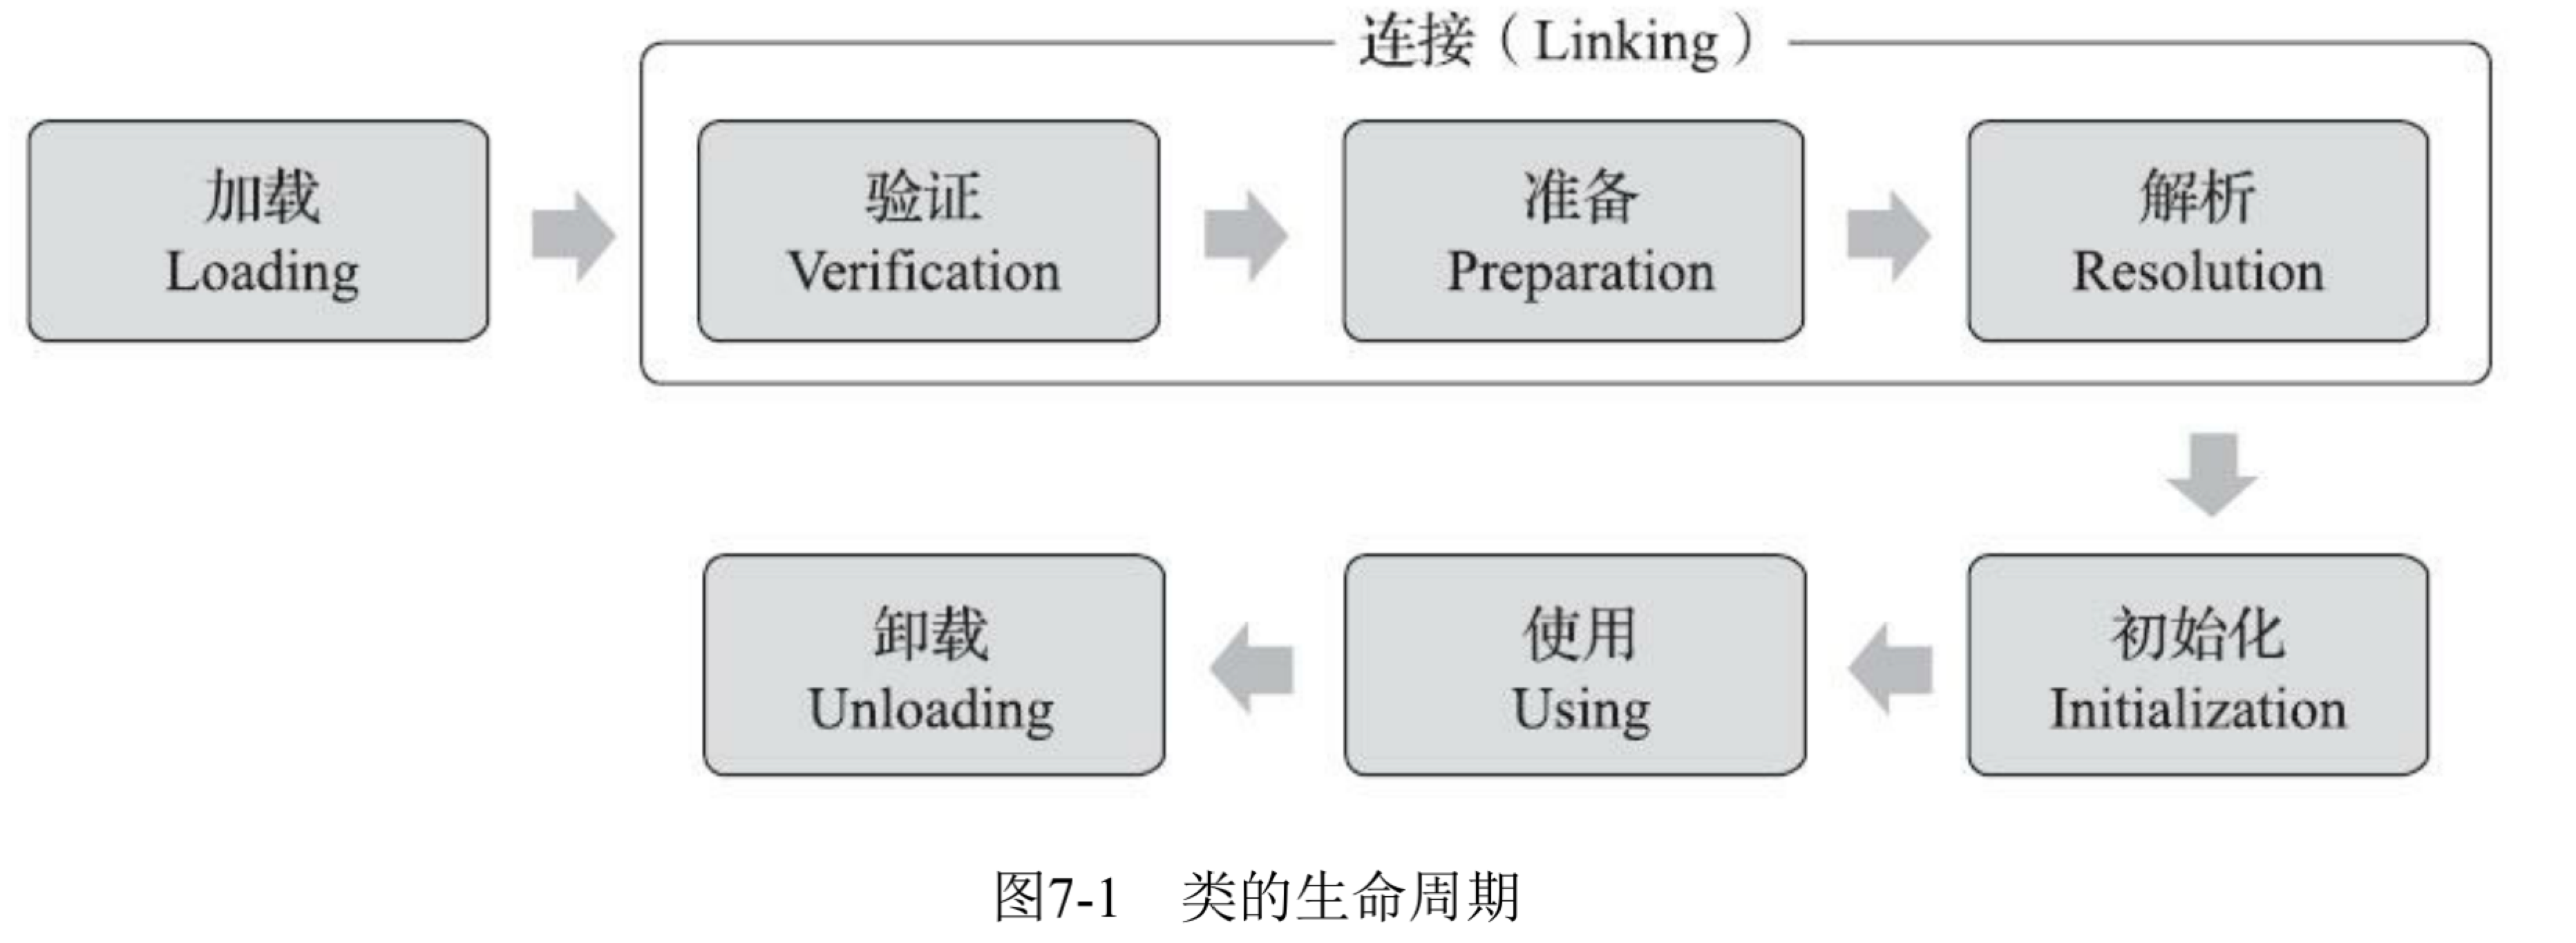 连接（Linking）
加载
Loading
验证
Verification
准备
Preparation
解析
Resolution
初始化
Initialization
使用
Using
卸载
Unloading
图7-1 类的生命周期